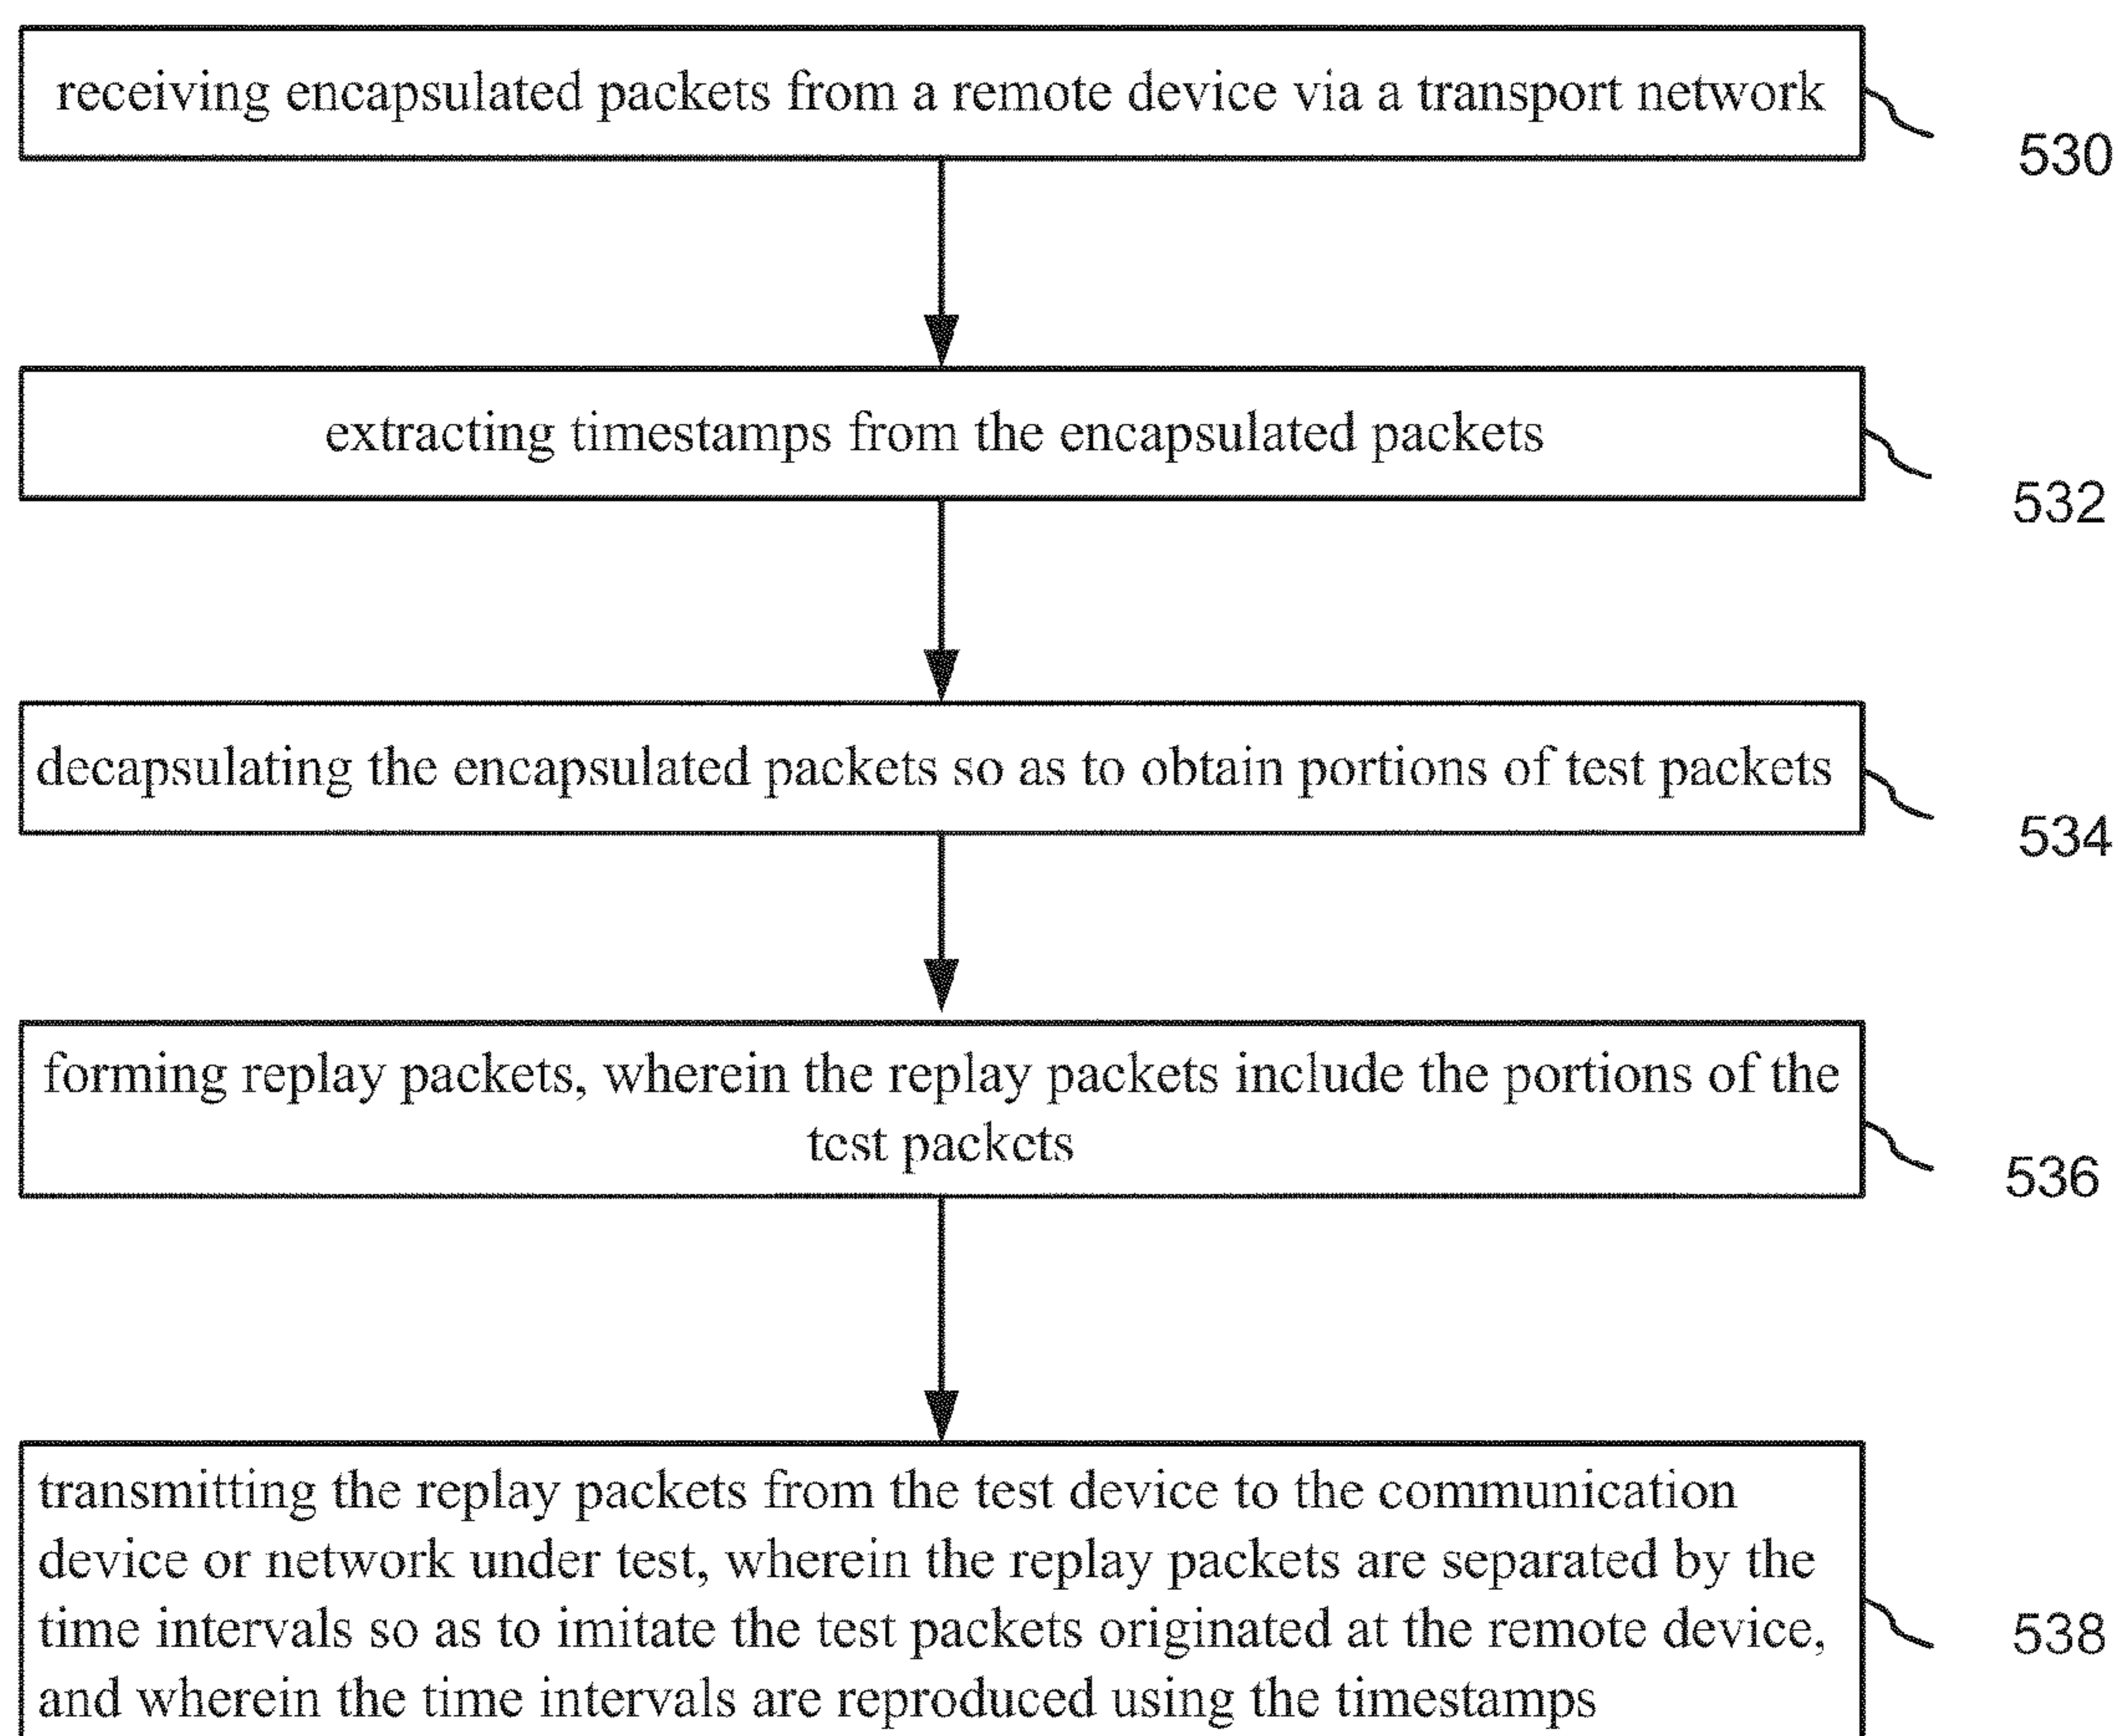 receiving encapsulated packets from a remote device via a transport network
530
extracting timestamps from the encapsulated packets
532
decapsulating the encapsulated packets so as to obtain portions of test packets
534
forming replay packets, wherein the replay packets include the portions of the
test packets
536
transmitting the replay packets from the test device to the communication
device or network under test, wherein the replay packets are separated by the
time intervals so as to imitate the test packets originated at the remote device,
and wherein the time intervals are reproduced using the timestamps
538